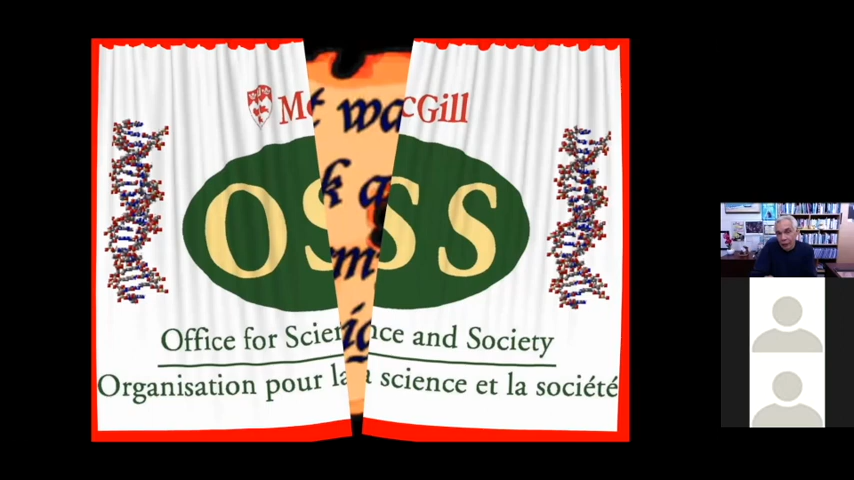 McGill
OSS
Office for Science and Society
Organisation pour la science et la société